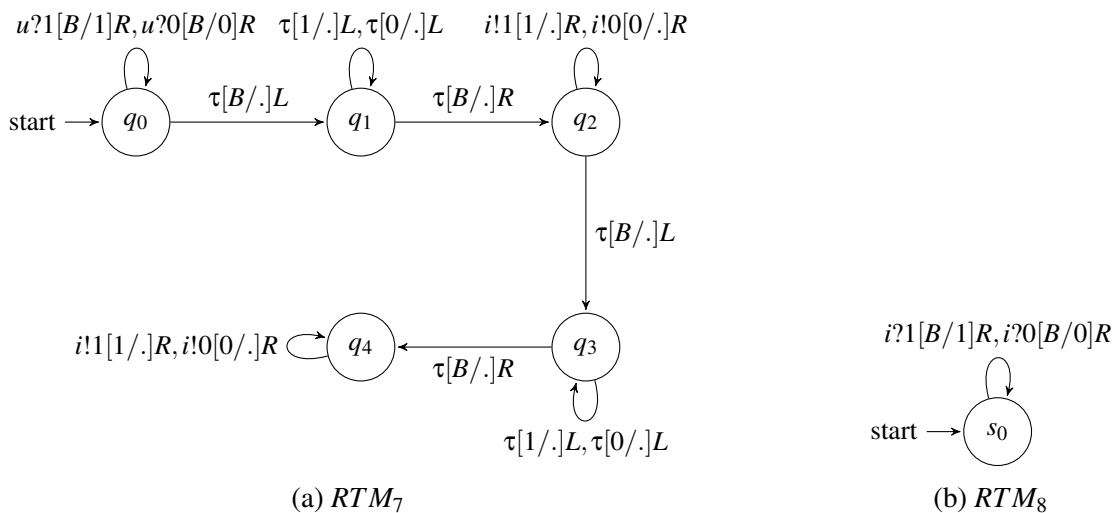 u?1[B/1]R, u?0[B/0]R
τ[1/.]L, τ[0/.]L
i!1[1/.]R, i!0[0/.]R
start
q₀
τ[B/.]L
q₁
τ[B/.]R
q₂
τ[B/.]L
i!1[1/.]R, i!0[0/.]R
q₄
τ[B/.]R
q₃
τ[1/.]L, τ[0/.]L
i?1[B/1]R, i?0[B/0]R
start
s₀
(a) RTM₇
(b) RTM₈